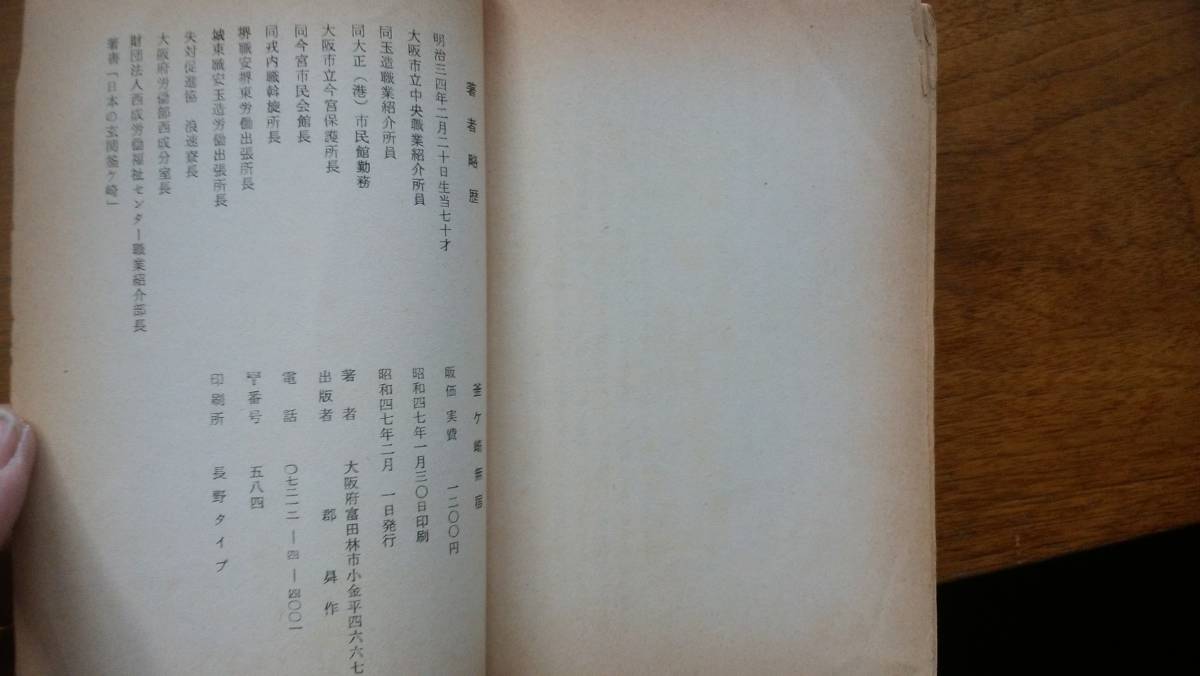 著者略歴
明治三四年二月二十日生当七十才
大阪市立中央職業紹介所員
同玉造職業紹介所員
同大正（港）市民館勤務
大阪市立今宮保護所長
同今宮市民会館長
同戎内職斡旋所長
堺職安堺東労働出張所長
城東職安玉造労働出張所長
失対促進協　浪速寮長
大阪府労働部西成分室長
財団法人西成労働福祉センター職業紹介部長
著書「日本の玄関釜ケ崎」
釜ケ崎無宿
販価実費　一二〇〇円
昭和四七年一月三〇日印刷
昭和四七年二月　一日発行
著者　大阪府富田林市小金平四六六七
出版者　郡　昇作
電話　〇七二一二―四―四〇〇一
〒番号　五八四
印刷所　長野タイプ